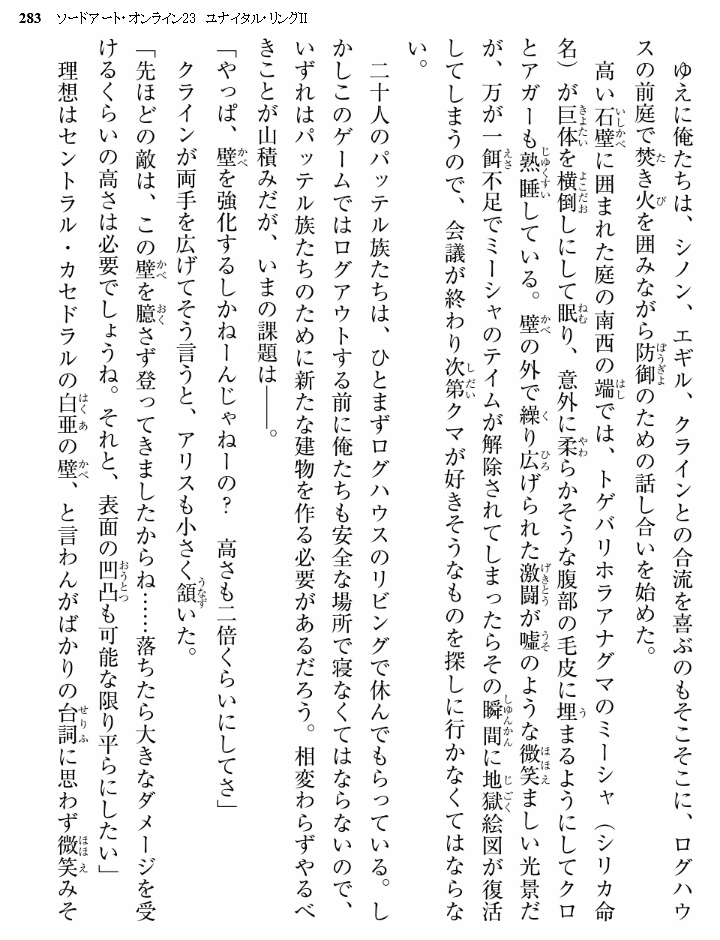 283 ソードアート・オンライン23 ユナイタル・リングⅡ
ゆえに俺たちは、シノン、エギル、クラインとの合流を喜ぶのもそこそこに、ログハウ
スの前庭で焚き火を囲みながら防御のための話し合いを始めた。
高い石壁に囲まれた庭の南西の端では、トゲバリホラアナグマのミーシャ（シリカ命
名）が巨体を横倒しにして眠り、意外に柔らかそうな腹部の毛皮に埋まるようにしてクロ
とアガーも熟睡している。壁の外で繰り広げられた激闘が嘘のような微笑ましい光景だ
が、万が一餌不足でミーシャのテイムが解除されてしまったらその瞬間に地獄絵図が復活
してしまうので、会議が終わり次第クマが好きそうなものを探しに行かなくてはならな
い。
二十人のパッテル族たちは、ひとまずログハウスのリビングで休んでもらっている。し
かしこのゲームではログアウトする前に俺たちも安全な場所で寝なくてはならないので、
いずれはパッテル族たちのために新たな建物を作る必要があるだろう。相変わらずやるべ
きことが山積みだが、いまの課題は――。
「やっぱ、壁を強化するしかねーんじゃねーの？　高さも二倍くらいにしてさ」
クラインが両手を広げてそう言うと、アリスも小さく頷いた。
「先ほどの敵は、この壁を臆さず登ってきましたからね……落ちたら大きなダメージを受
けるくらいの高さは必要でしょうね。それと、表面の凹凸も可能な限り平らにしたい」
理想はセントラル・カセドラルの白亜の壁、と言わんがばかりの台詞に思わず微笑みそ